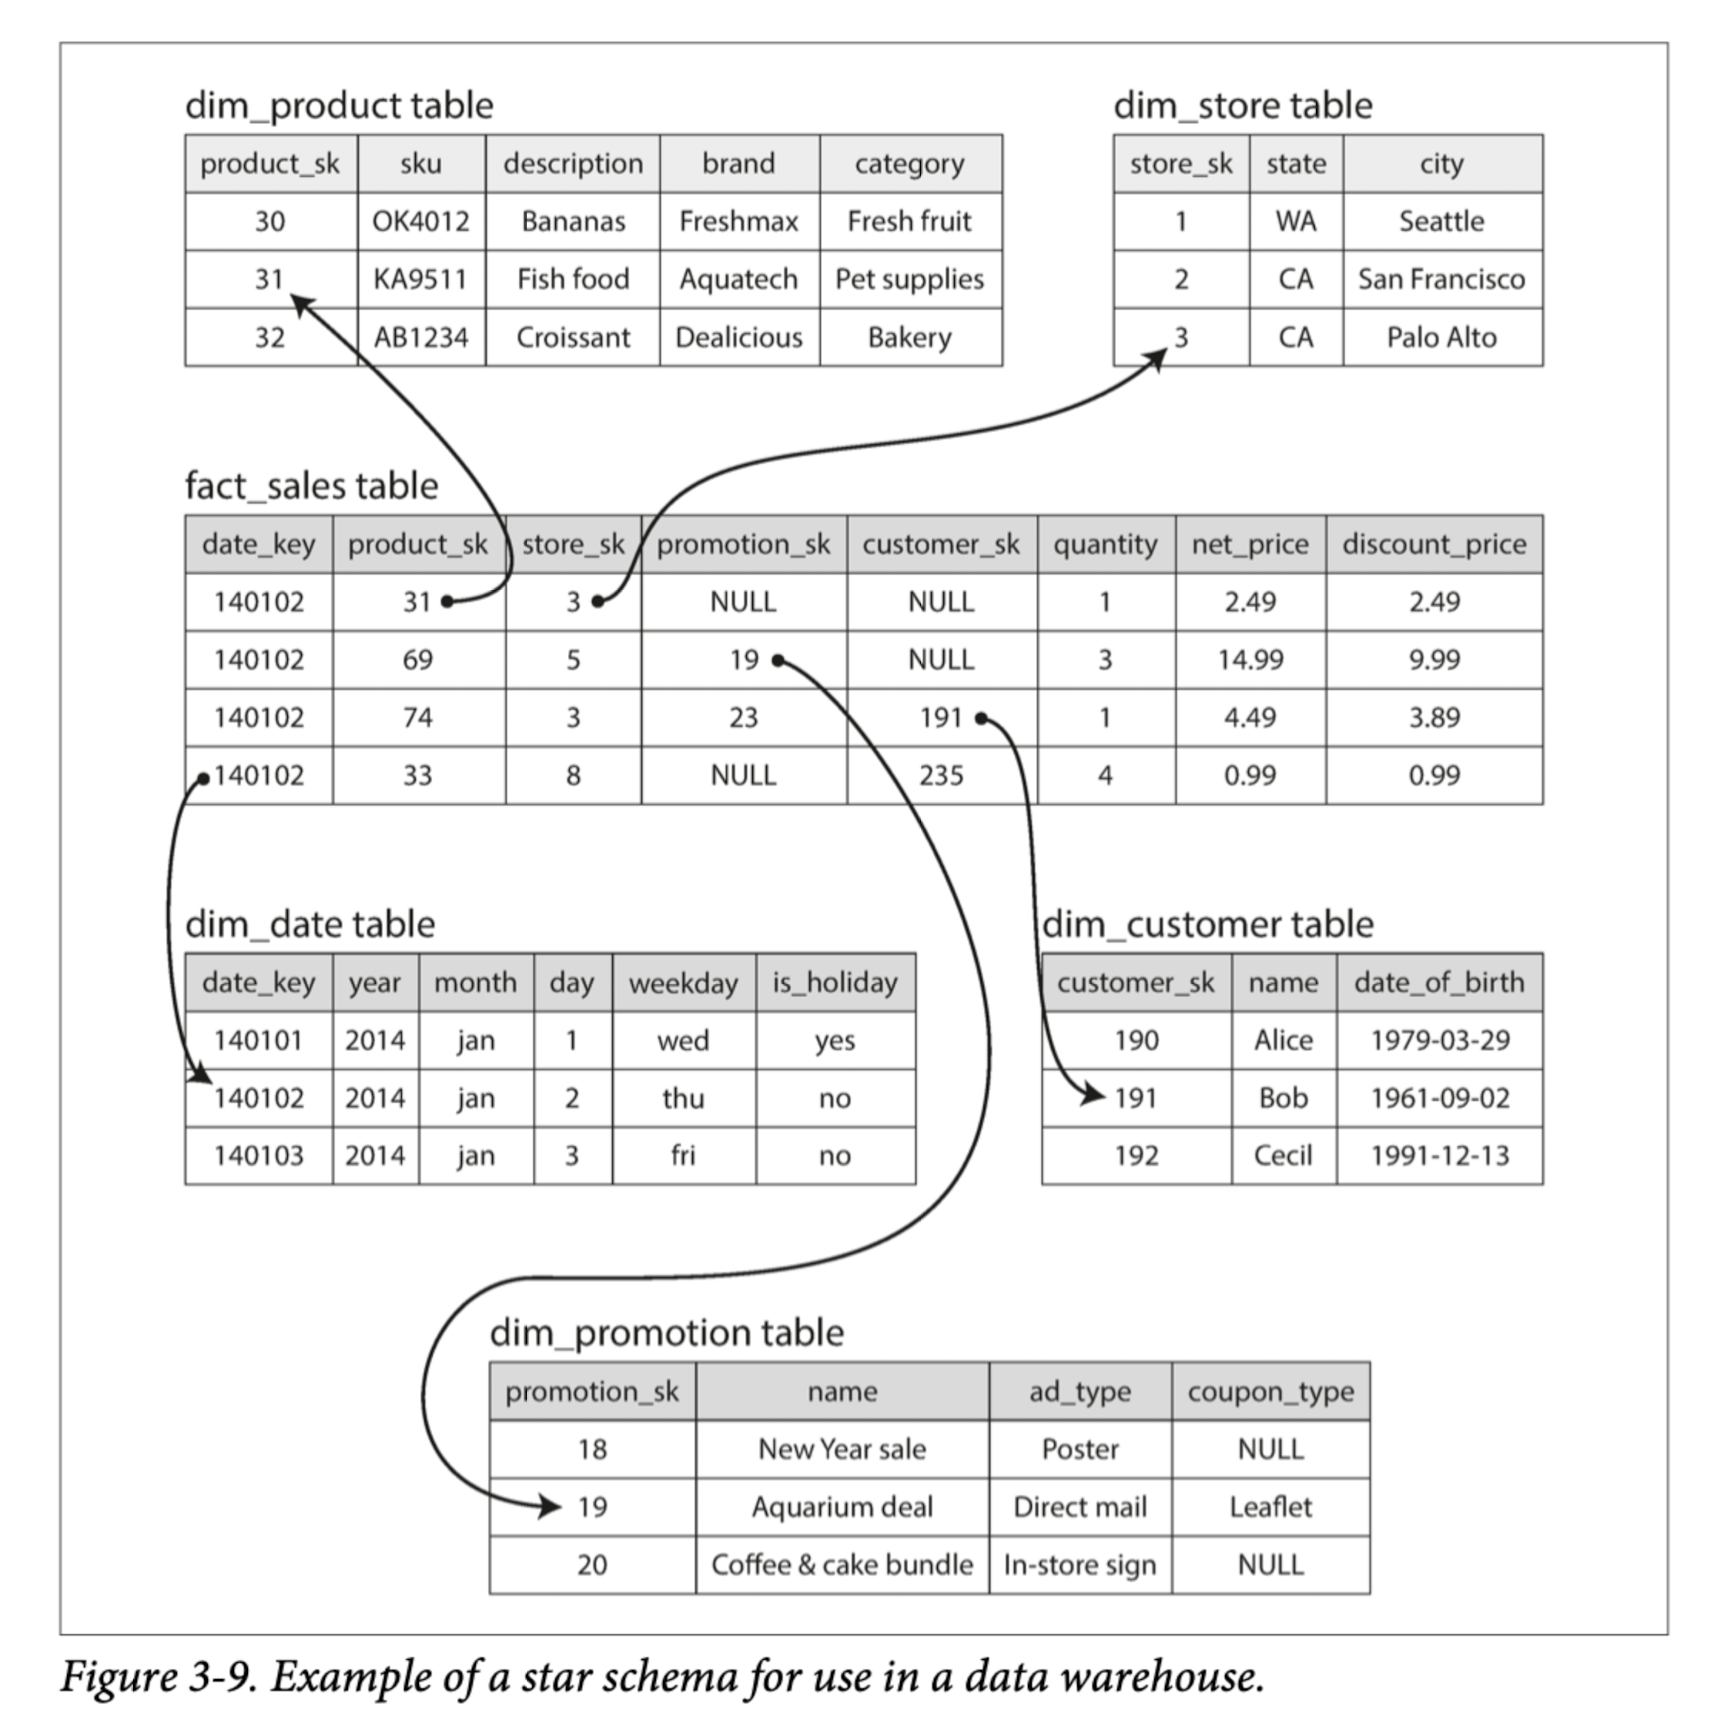 dim_product table
product_sk sku description brand category
30 OK4012 Bananas Freshmax Fresh fruit
31 KA9511 Fish food Aquatech Pet supplies
32 AB1234 Croissant Dealicious Bakery
dim_store table
store_sk state city
1 WA Seattle
2 CA San Francisco
3 CA Palo Alto
fact_sales table
date_key product_sk store_sk promotion_sk customer_sk quantity net_price discount_price
140102 31 3 NULL NULL 1 2.49 2.49
140102 69 5 19 NULL 3 14.99 9.99
140102 74 3 23 191 1 4.49 3.89
140102 33 8 NULL 235 4 0.99 0.99
dim_date table
date_key year month day weekday is_holiday
140101 2014 jan 1 wed yes
140102 2014 jan 2 thu no
140103 2014 jan 3 fri no
dim_customer table
customer_sk name date_of_birth
190 Alice 1979-03-29
191 Bob 1961-09-02
192 Cecil 1991-12-13
dim_promotion table
promotion_sk name ad_type coupon_type
18 New Year sale Poster NULL
19 Aquarium deal Direct mail Leaflet
20 Coffee & cake bundle In-store sign NULL
Figure 3-9. Example of a star schema for use in a data warehouse.